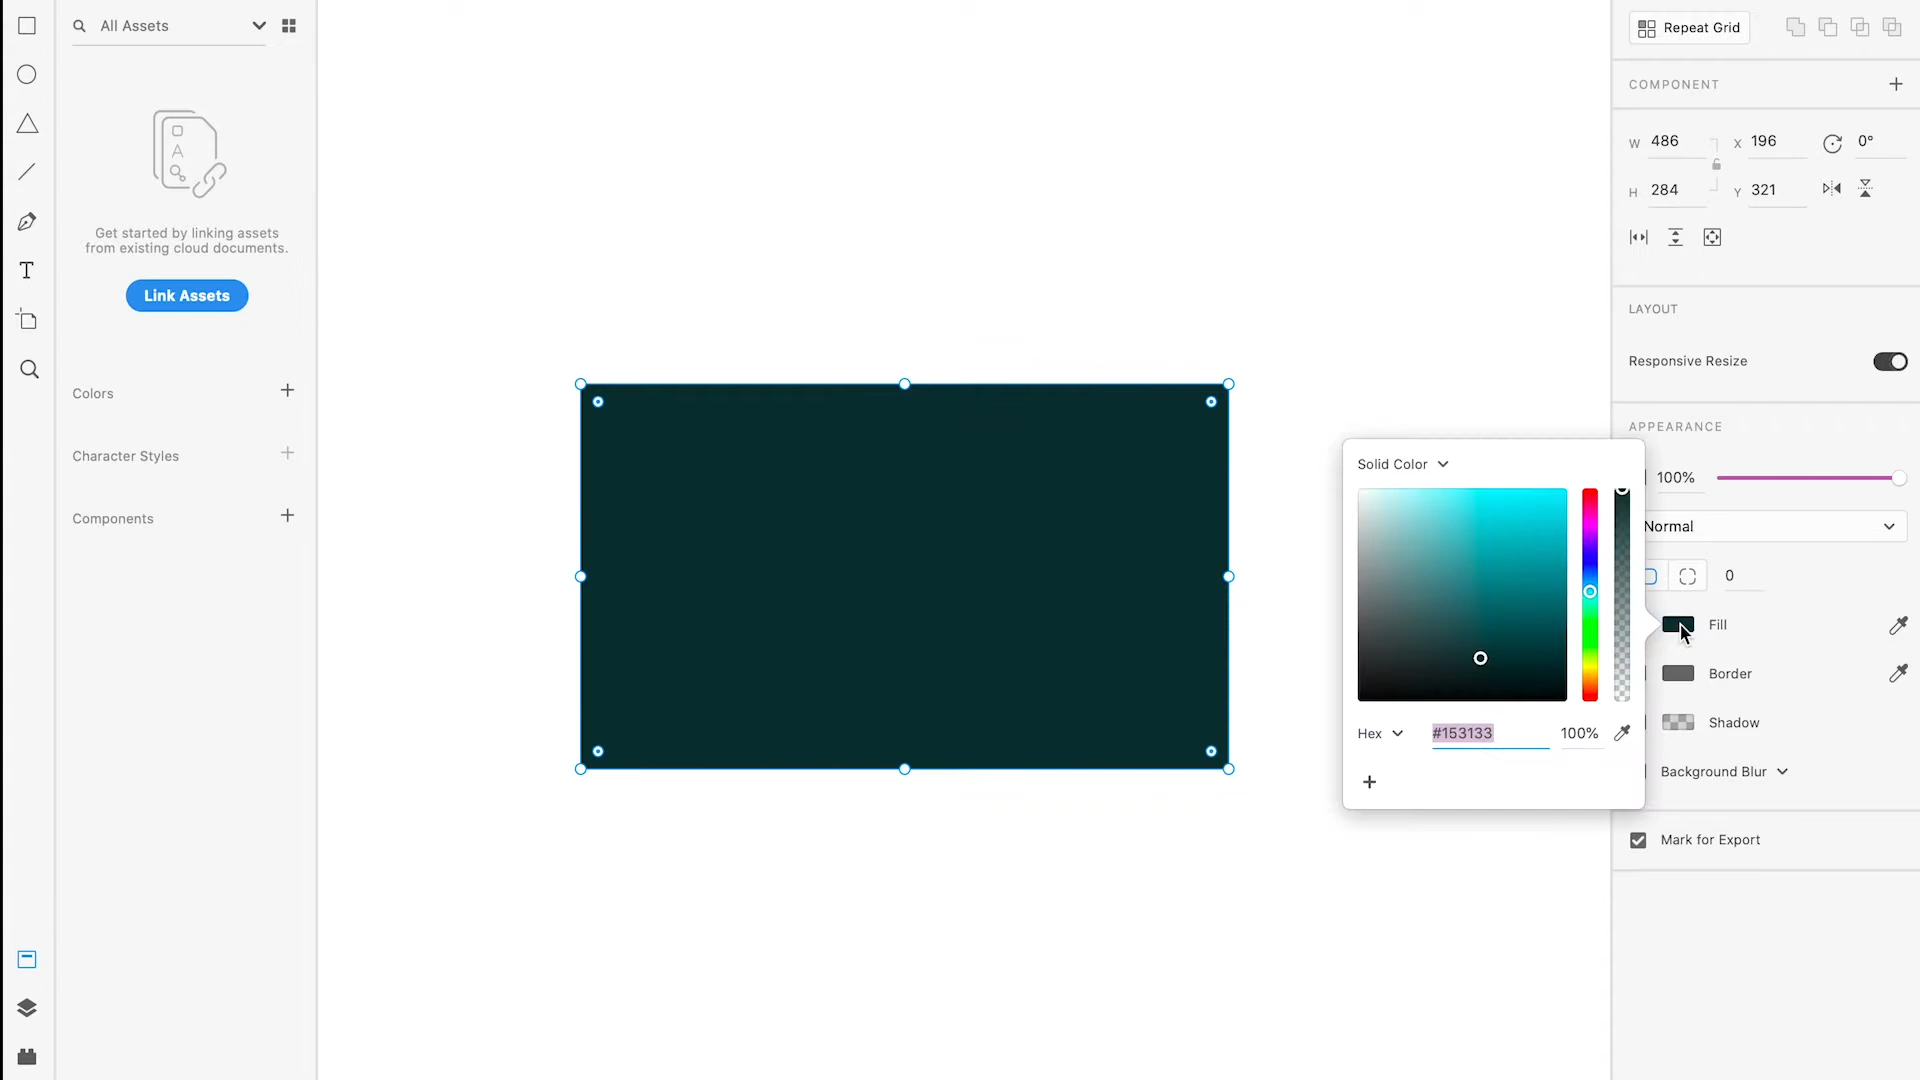 All Assets
Get started by linking assets
from existing cloud documents.
Link Assets
Colors
Character Styles
Components
T
Repeat Grid
COMPONENT
W 486 X 196 0°
H 284 Y 321
LAYOUT
Responsive Resize
APPEARANCE
100%
Normal
0
Fill
Border
Shadow
Background Blur
Mark for Export
Solid Color
Hex #153133 100%